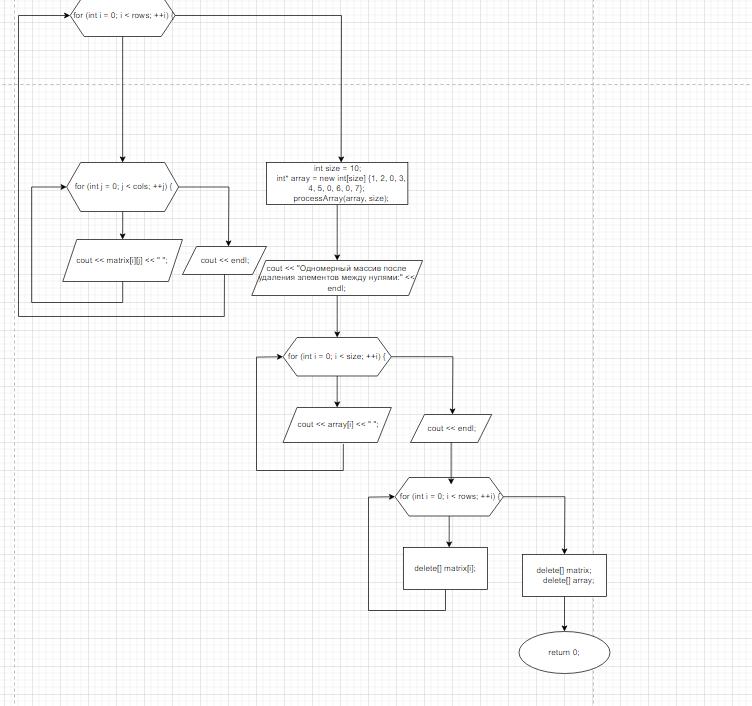 for (int i = 0; i < rows; ++i) {
for (int j = 0; j < cols; ++j) {
int size = 10;
int* array = new int[size] {1, 2, 0, 3,
4, 5, 0, 6, 0, 7};
processArray(array, size);
cout << matrix[i][j] << " ";
cout << endl;
cout << "Одномерный массив после
удаления элементов между нулями:" <<
endl;
for (int i = 0; i < size; ++i) {
cout << array[i] << " ";
cout << endl;
for (int i = 0; i < rows; ++i) {
delete[] matrix[i];
delete[] matrix;
delete[] array;
return 0;